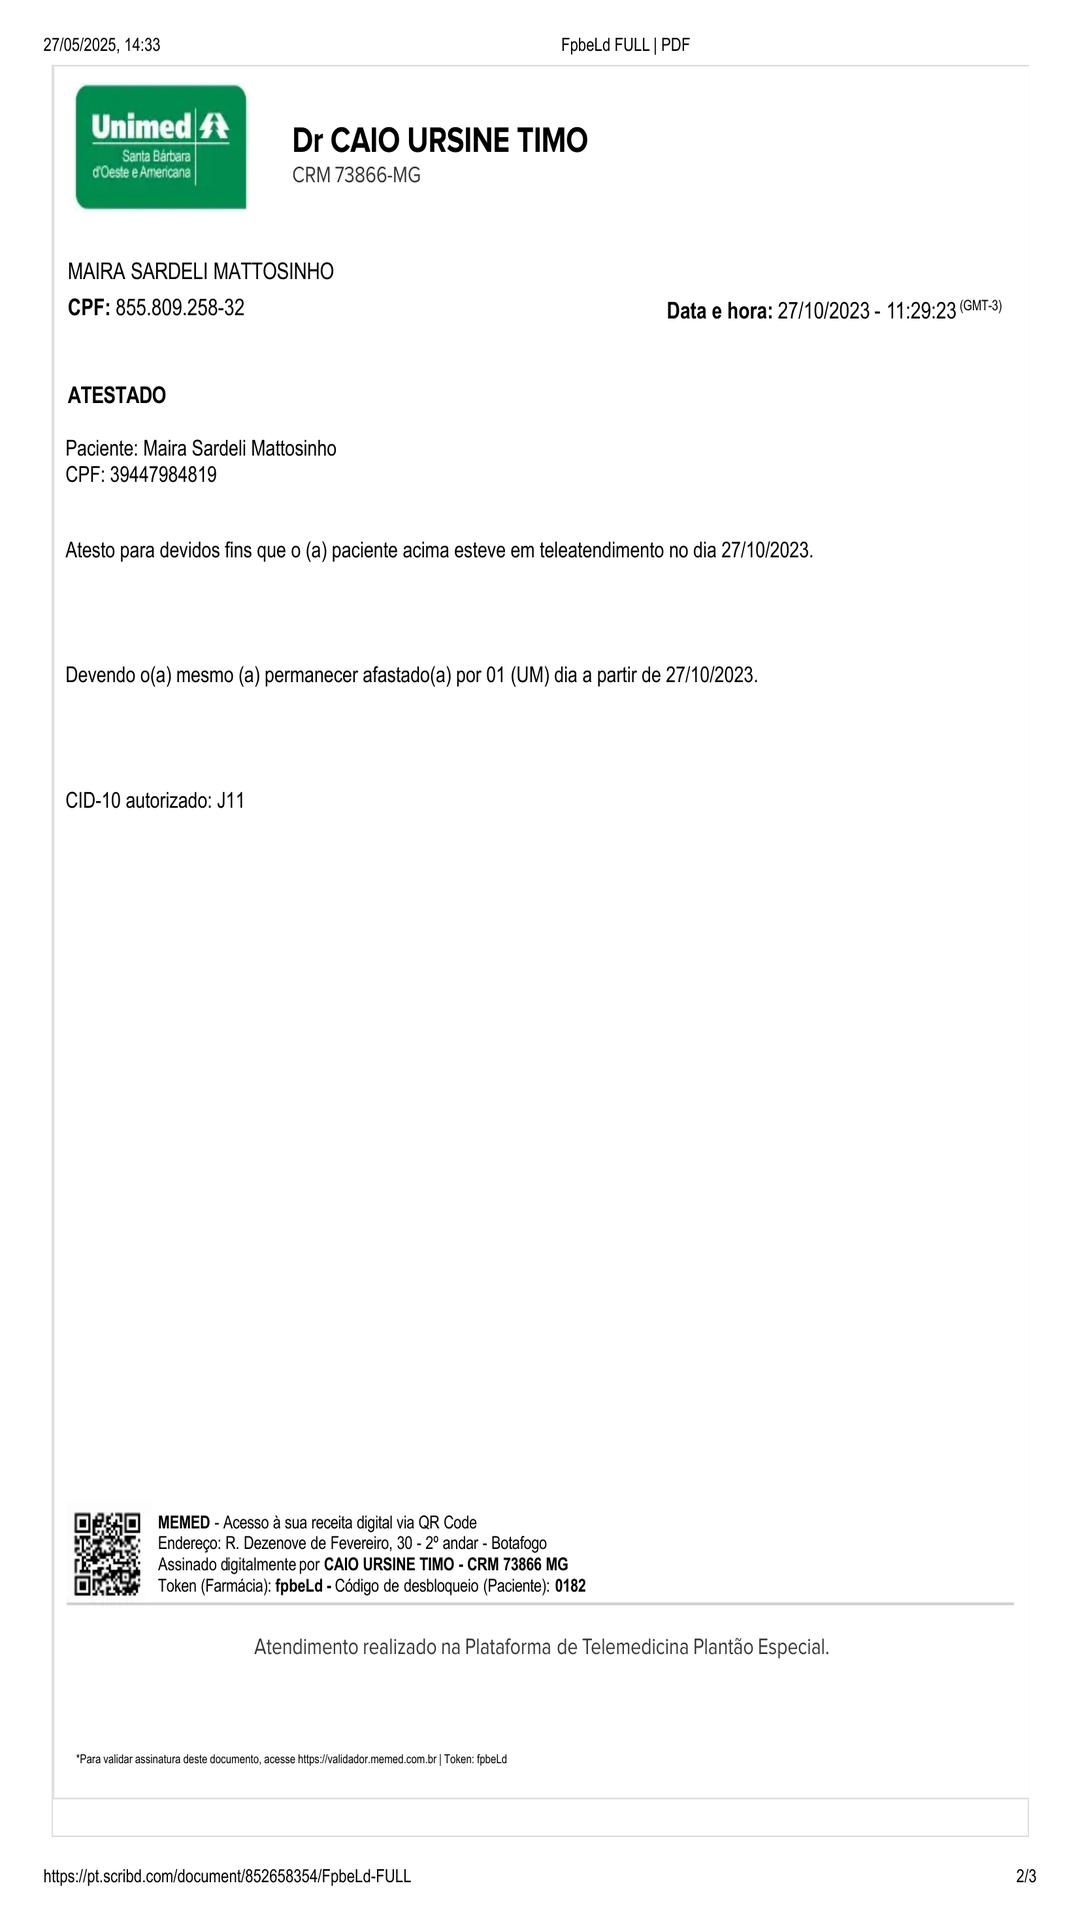 27/05/2025, 14:33
FpbeLd FULL | PDF
Unimed
Santa Bárbara
d'Oeste e Americana
Dr CAIO URSINE TIMO
CRM 73866-MG
MAIRA SARDELI MATTOSINHO
CPF: 855.809.258-32
Data e hora: 27/10/2023 - 11:29:23 (GMT-3)
ATESTADO
Paciente: Maira Sardeli Mattosinho
CPF: 39447984819
Atesto para devidos fins que o (a) paciente acima esteve em teleatendimento no dia 27/10/2023.
Devendo o(a) mesmo (a) permanecer afastado(a) por 01 (UM) dia a partir de 27/10/2023.
CID-10 autorizado: J11
MEMED - Acesso à sua receita digital via QR Code
Endereço: R. Dezenove de Fevereiro, 30 - 2º andar - Botafogo
Assinado digitalmente por CAIO URSINE TIMO - CRM 73866 MG
Token (Farmácia): fpbeLd - Código de desbloqueio (Paciente): 0182
Atendimento realizado na Plataforma de Telemedicina Plantão Especial.
*Para validar assinatura deste documento, acesse https://validador.memed.com.br | Token: fpbeLd
https://pt.scribd.com/document/852658354/FpbeLd-FULL
2/3